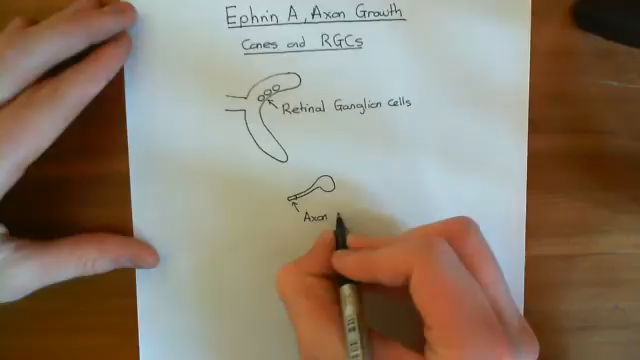 Ephrin A, Axon Growth
Cones and RGCs
Retinal Ganglion Cells
Axon